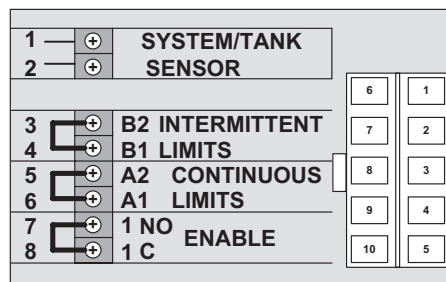 1 SYSTEM/TANK
2 SENSOR
3 B2 INTERMITTENT
4 B1 LIMITS
5 A2 CONTINUOUS
6 A1 LIMITS
7 1 NO
ENABLE
8 1 C
6 1
7 2
8 3
9 4
10 5